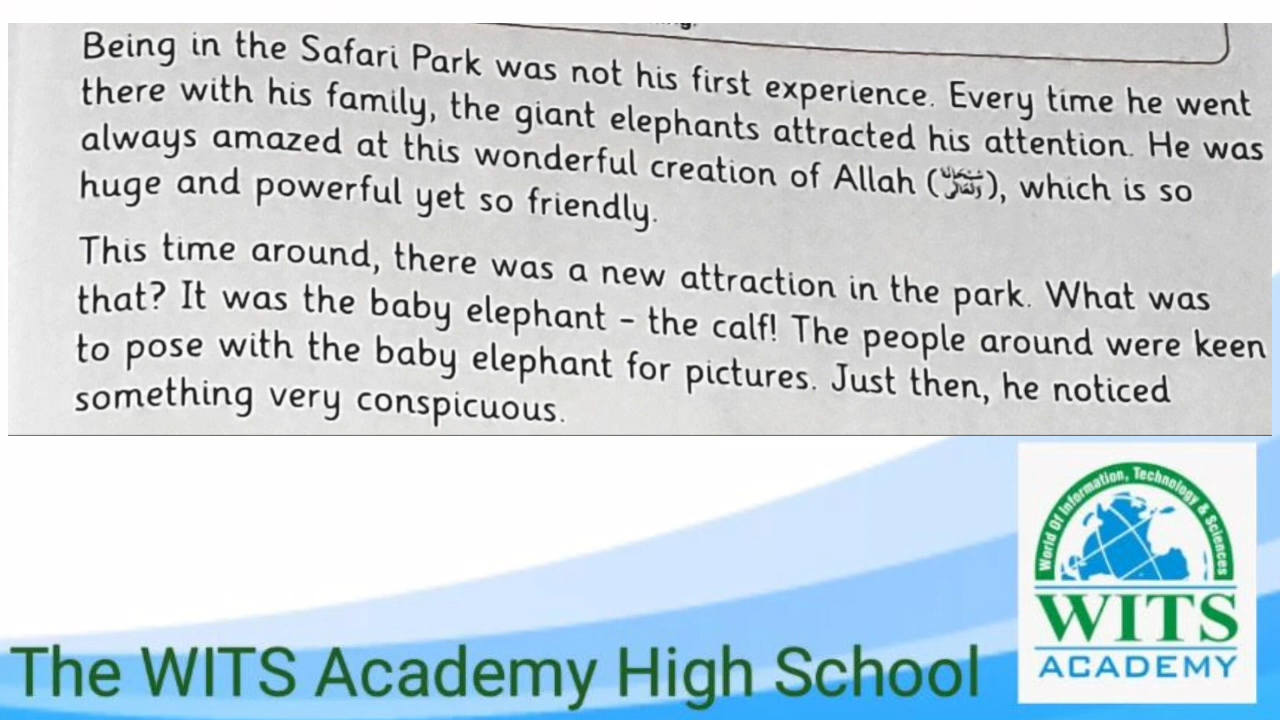 Being in the Safari Park was not his first experience. Every time he went
there with his family, the giant elephants attracted his attention. He was
always amazed at this wonderful creation of Allah (), which is so
huge and powerful yet so friendly.
This time around, there was a new attraction in the park. What was
that? It was the baby elephant – the calf! The people around were keen
to pose with the baby elephant for pictures. Just then, he noticed
something very conspicuous.
World Of Information, Technology & Sciences
WITS
ACADEMY
The WITS Academy High School